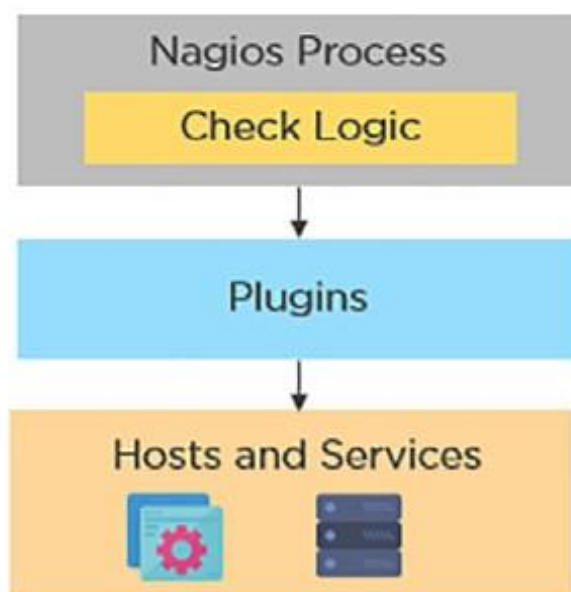 Nagios Process
Check Logic
Plugins
Hosts and Services